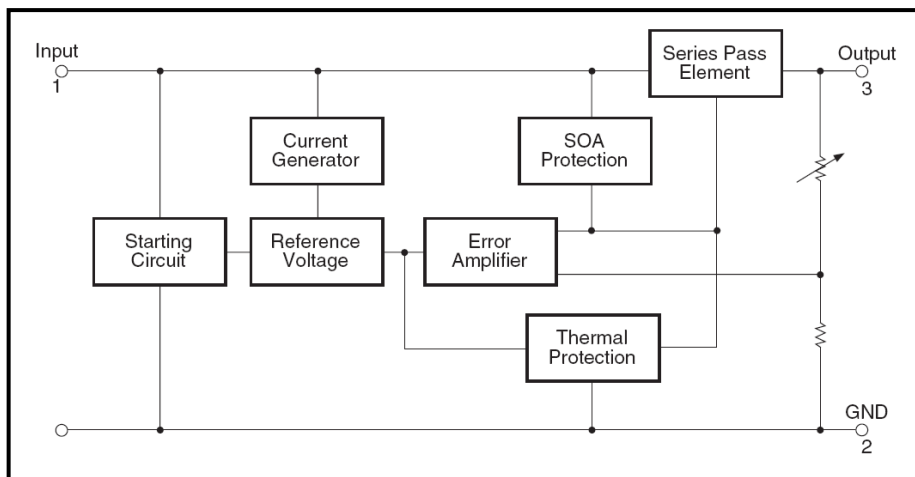 Input
1
Series Pass
Element
Output
3
Current
Generator
SOA
Protection
Starting
Circuit
Reference
Voltage
Error
Amplifier
Thermal
Protection
GND
2